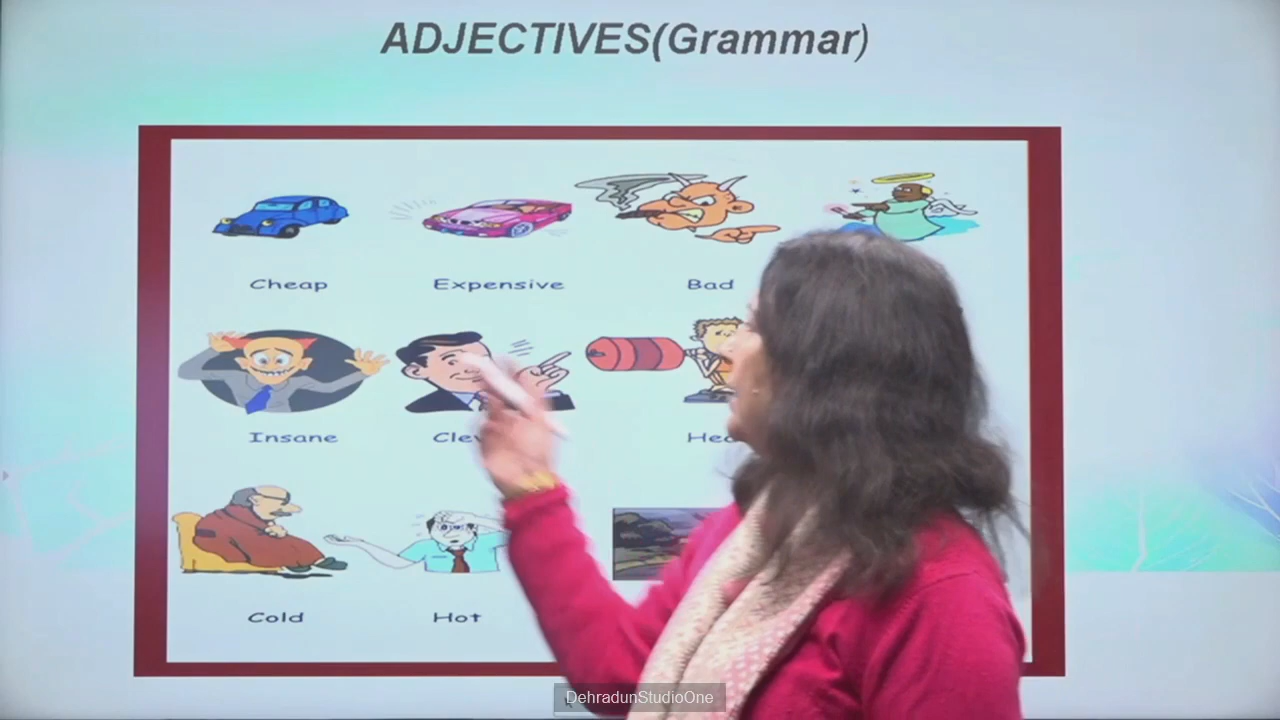 ADJECTIVES(Grammar)
Cheap Expensive Bad
Insane
Cold Hot
DehradunStudioOne